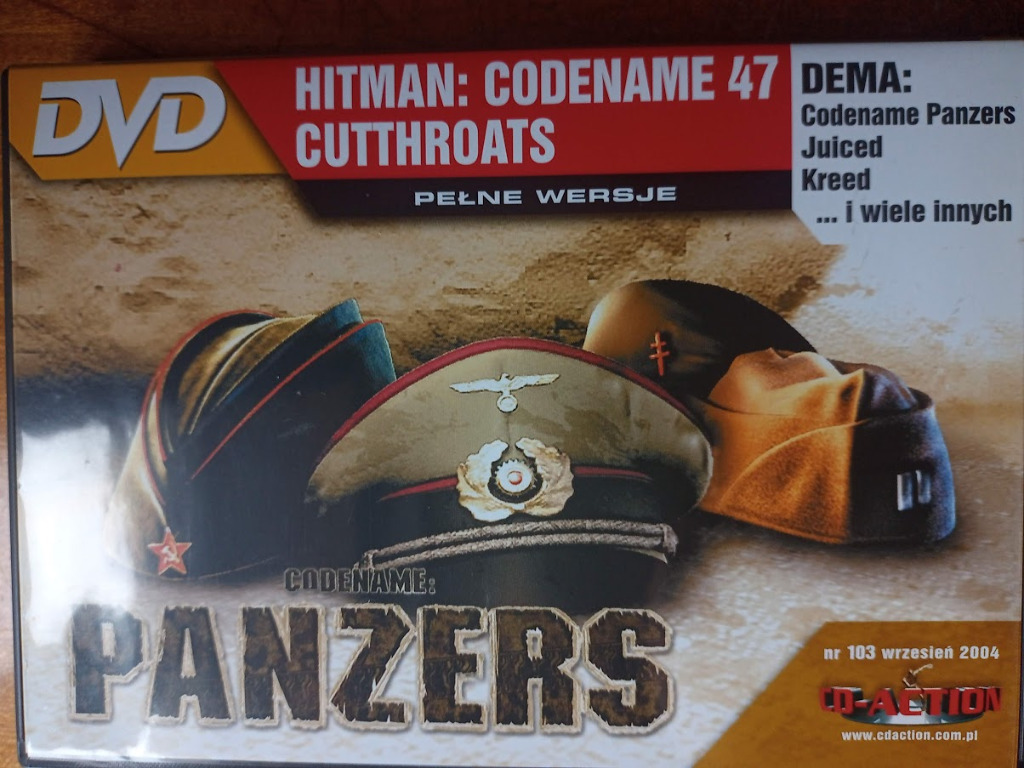 DVD
HITMAN: CODENAME 47
CUTTHROATS
PEŁNE WERSJE
DEMA:
Codename Panzers
Juiced
Kreed
... i wiele innych
CODENAME:
PANZERS
nr 103 wrzesień 2004
CD-ACTION
www.cdaction.com.pl